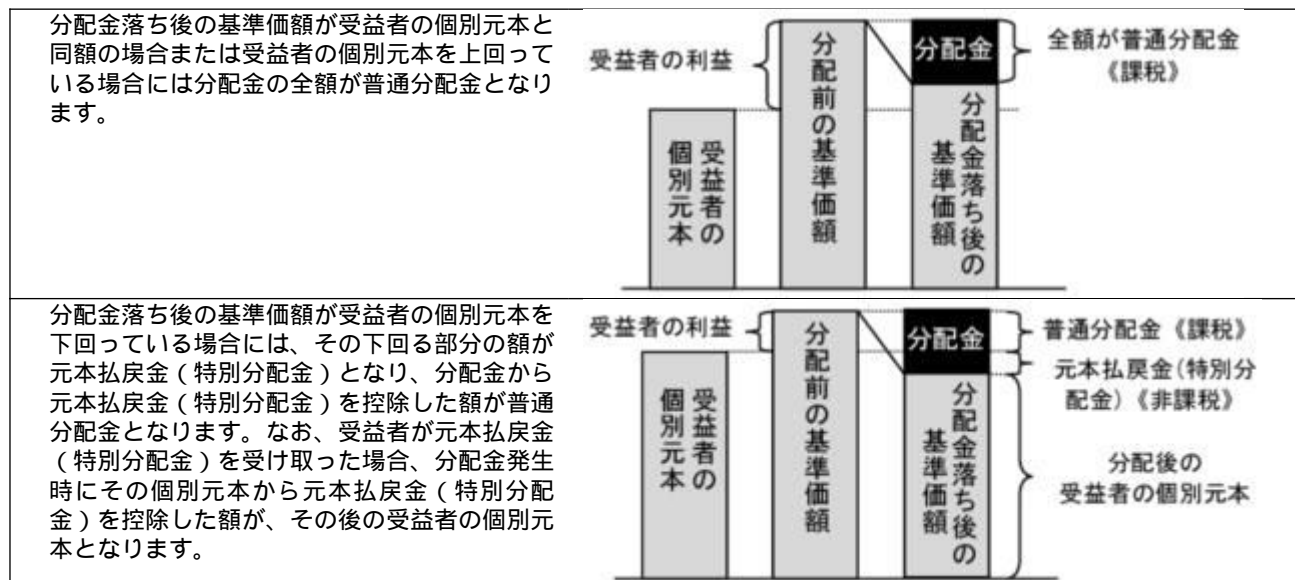 分配金落ち後の基準価額が受益者の個別元本と
同額の場合または受益者の個別元本を上回って
いる場合には分配金の全額が普通分配金となり
ます。
受益者の利益
受益者の
個別元本
分配前の基準価額
分配金
分配金落ち後の
基準価額
全額が普通分配金
《課税》
分配金落ち後の基準価額が受益者の個別元本を
下回っている場合には、その下回る部分の額が
元本払戻金（特別分配金）となり、分配金から
元本払戻金（特別分配金）を控除した額が普通
分配金となります。なお、受益者が元本払戻金
（特別分配金）を受け取った場合、分配金発生
時にその個別元本から元本払戻金（特別分配
金）を控除した額が、その後の受益者の個別元
本となります。
受益者の利益
受益者の
個別元本
分配前の基準価額
分配金
分配金落ち後の
基準価額
普通分配金《課税》
元本払戻金（特別分
配金）《非課税》
分配後の
受益者の個別元本